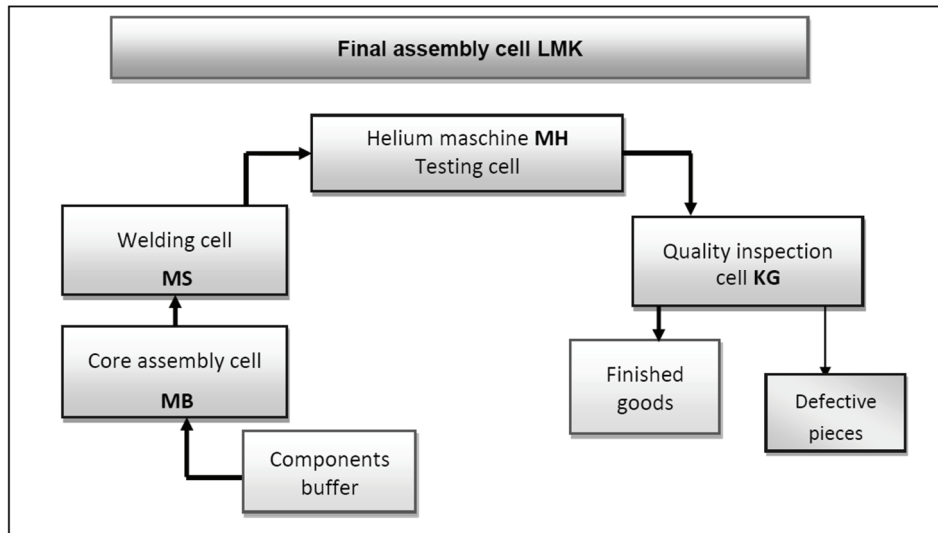 Final assembly cell LMK
Helium maschine MH
Testing cell
Welding cell
MS
Quality inspection
cell KG
Core assembly cell
MB
Finished
goods
Defective
pieces
Components
buffer